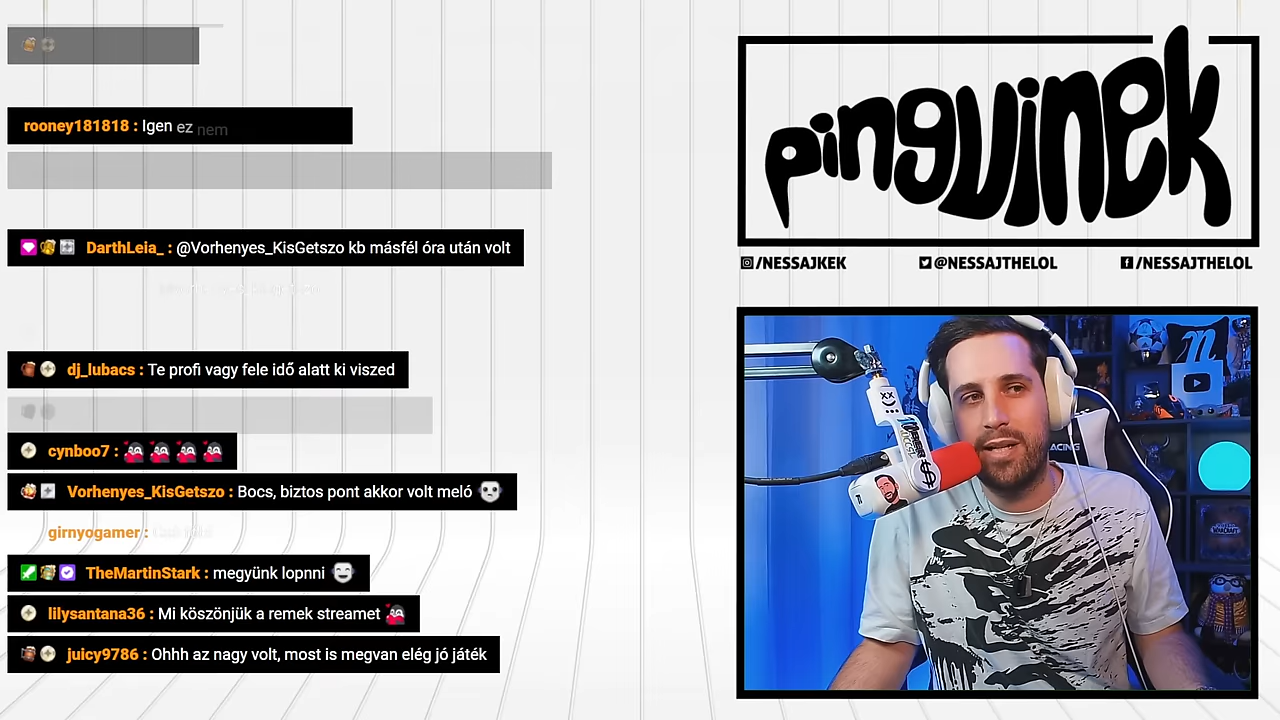 rooney181818 : Igen ez nem
DarthLeia_ : @Vorhenyes_KisGetszo kb másfél óra után volt
dj_lubacs : Te profi vagy fele idő alatt ki viszed
cynboo7 :
Vorhenyes_KisGetszo : Bocs, biztos pont akkor volt meló
girnyogamer :
TheMartinStark : megyünk lopnni
lilysantana36 : Mi köszönjük a remek streamet
juicy9786 : Ohhh az nagy volt, most is megvan elég jó játék
pingvinek
/NESSAJKEK
@NESSAJTHELOL
/NESSAJTHELOL
ACING